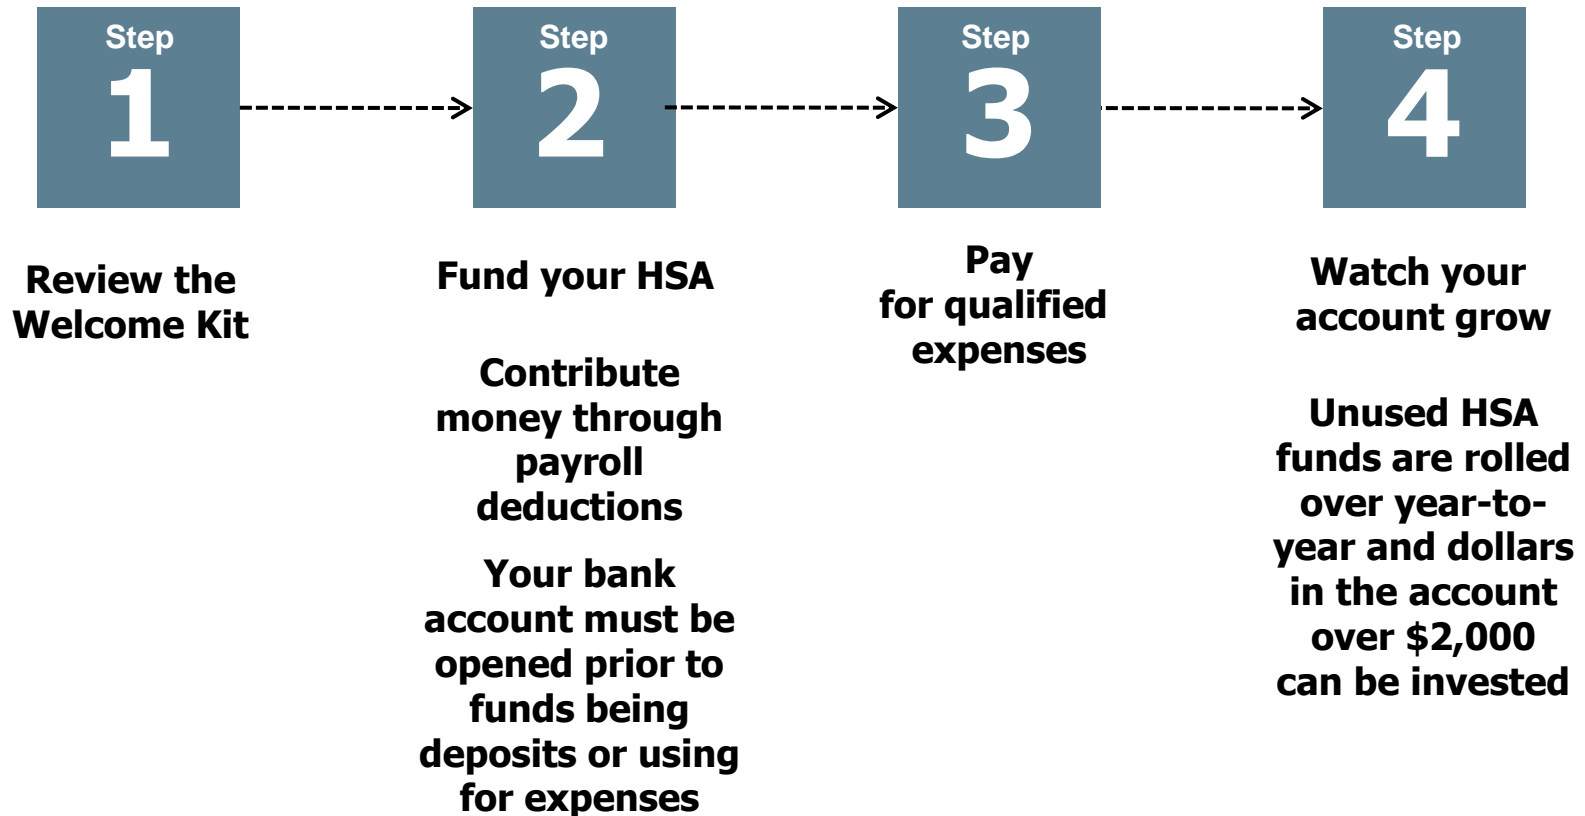 Step
1
Review the
Welcome Kit
Step
2
Fund your HSA
Contribute
money through
payroll
deductions
Your bank
account must be
opened prior to
funds being
deposits or using
for expenses
Step
3
Pay
for qualified
expenses
Step
4
Watch your
account grow
Unused HSA
funds are rolled
over year-to-
year and dollars
in the account
over $2,000
can be invested